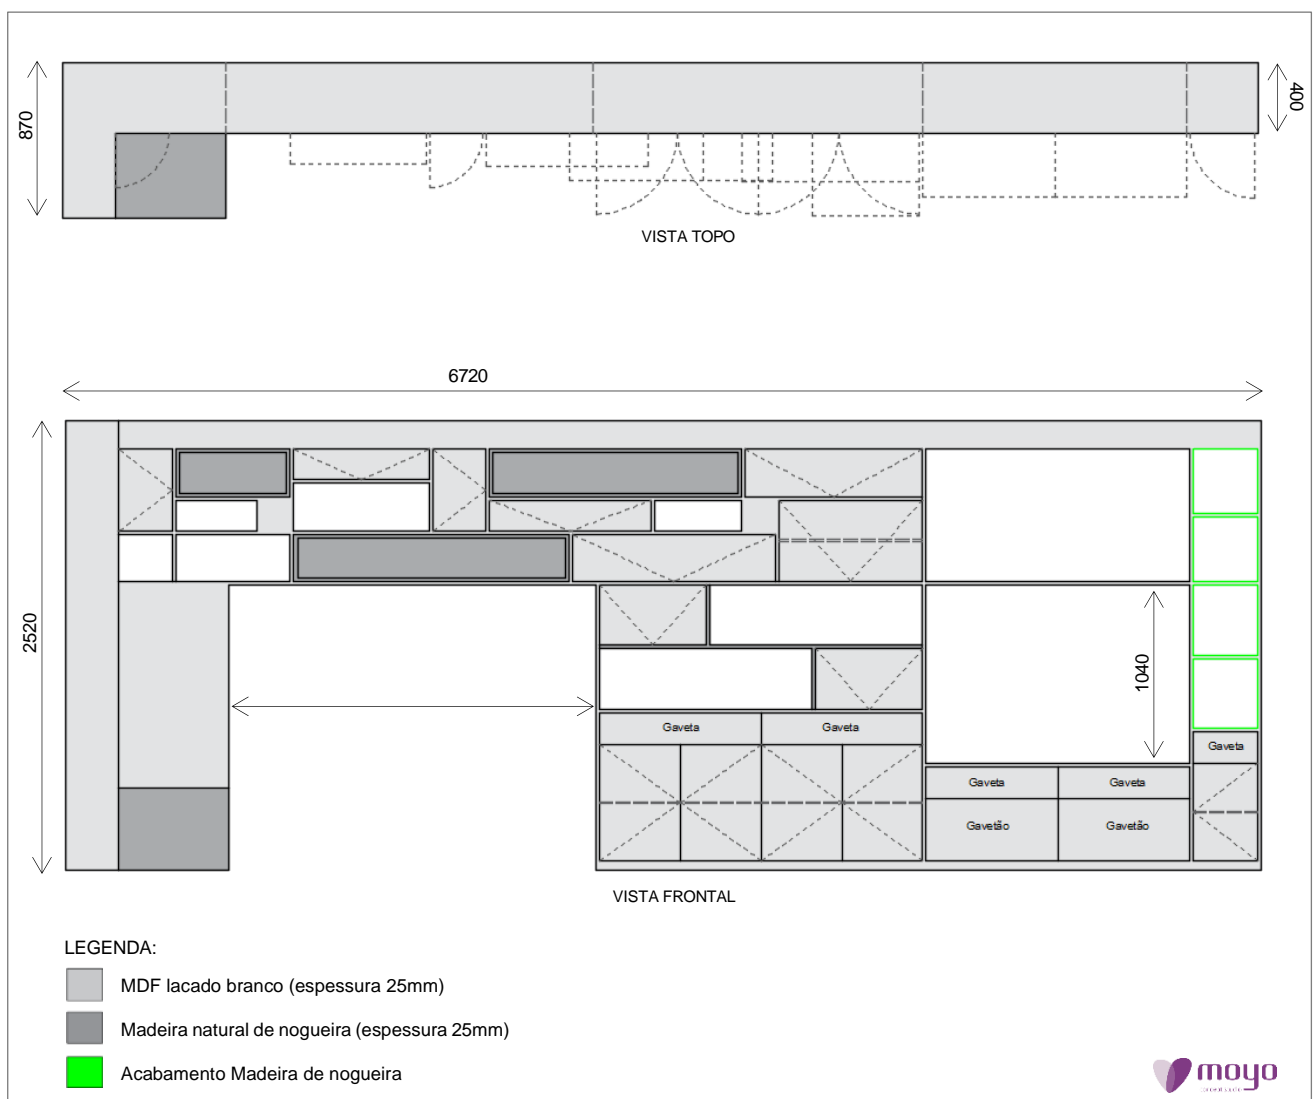 870
400
VISTA TOPO
6720
2520
1040
Gaveta Gaveta
Gaveta
Gaveta Gaveta
Gavetão Gavetão
VISTA FRONTAL
LEGENDA:
MDF lacado branco (espessura 25mm)
Madeira natural de nogueira (espessura 25mm)
Acabamento Madeira de nogueira
moyo